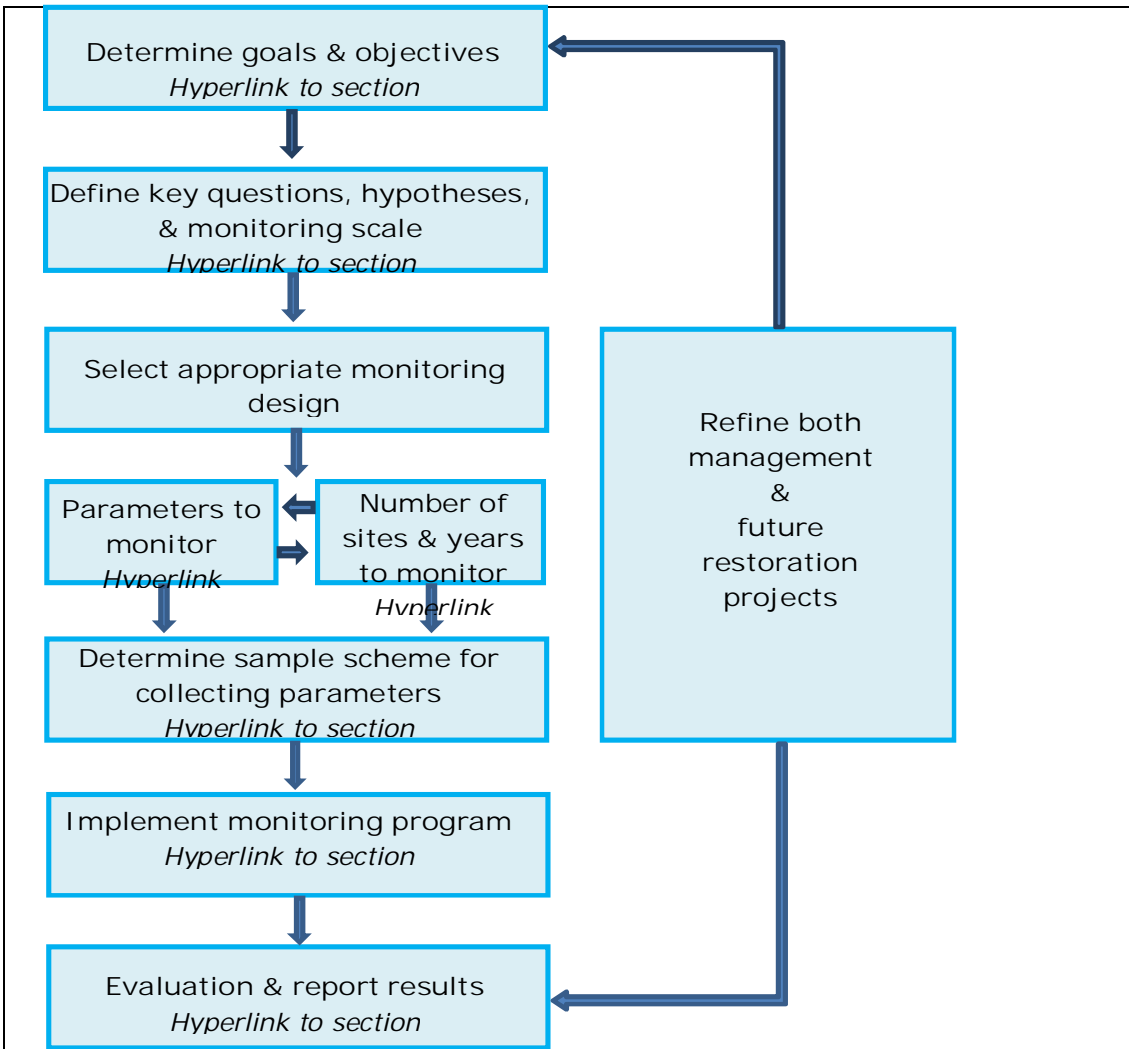 Determine goals & objectives
Hyperlink to section
Define key questions, hypotheses,
& monitoring scale
Hyperlink to section
Select appropriate monitoring
design
Parameters to
monitor
Hyperlink
Number of
sites & years
to monitor
Hyperlink
Determine sample scheme for
collecting parameters
Hyperlink to section
Implement monitoring program
Hyperlink to section
Evaluation & report results
Hyperlink to section
Refine both
management
&
future
restoration
projects